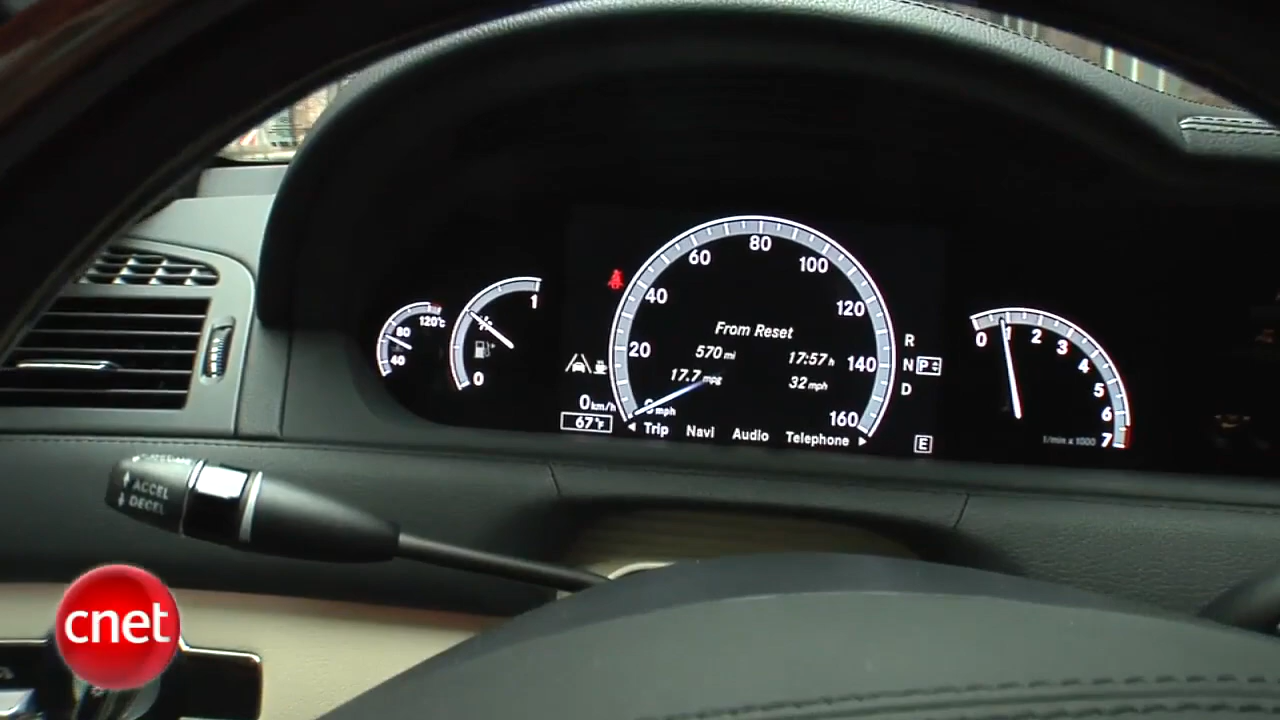 120°C
80
40
1
0
20
40
60
80
100
120
140
160
From Reset
570 mi 17:57 h
17.7 mpg 32 mph
0 km/h
67°F
mph
Trip Navi Audio Telephone
R
N P
D
E
0 1 2 3 4 5 6 7
1/min x 1000
ACCEL
DECEL
cnet